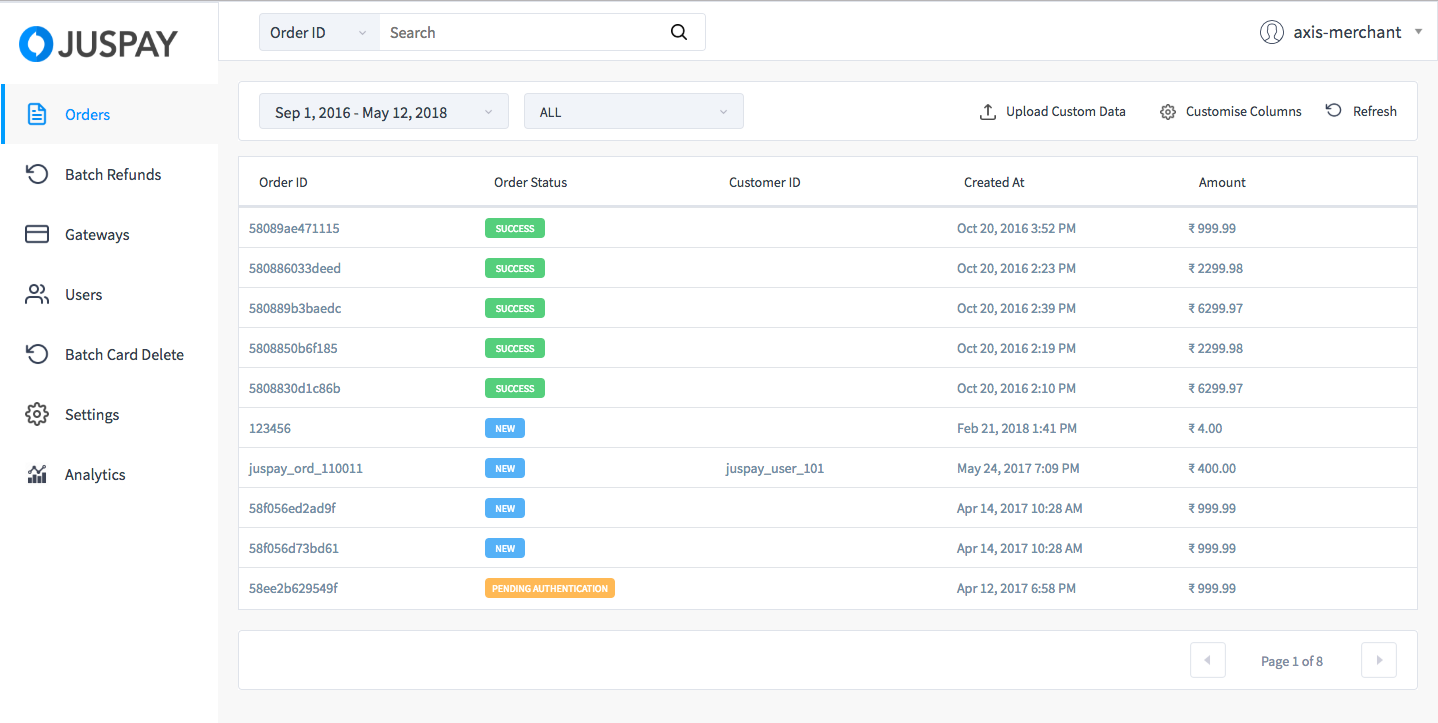 JUSPAY
Order ID Search axis-merchant
Orders
Batch Refunds
Gateways
Users
Batch Card Delete
Settings
Analytics
Sep 1, 2016 - May 12, 2018 ALL Upload Custom Data Customise Columns Refresh
Order ID Order Status Customer ID Created At Amount
58089ae471115 SUCCESS Oct 20, 2016 3:52 PM ₹ 999.99
580886033deed SUCCESS Oct 20, 2016 2:23 PM ₹ 2299.98
580889b3baedc SUCCESS Oct 20, 2016 2:39 PM ₹ 6299.97
5808850b6f185 SUCCESS Oct 20, 2016 2:19 PM ₹ 2299.98
5808830d1c86b SUCCESS Oct 20, 2016 2:10 PM ₹ 6299.97
123456 NEW Feb 21, 2018 1:41 PM ₹ 4.00
juspay_ord_110011 NEW juspay_user_101 May 24, 2017 7:09 PM ₹ 400.00
58f056ed2ad9f NEW Apr 14, 2017 10:28 AM ₹ 999.99
58f056d73bd61 NEW Apr 14, 2017 10:28 AM ₹ 999.99
58ee2b629549f PENDING AUTHENTICATION Apr 12, 2017 6:58 PM ₹ 999.99
Page 1 of 8